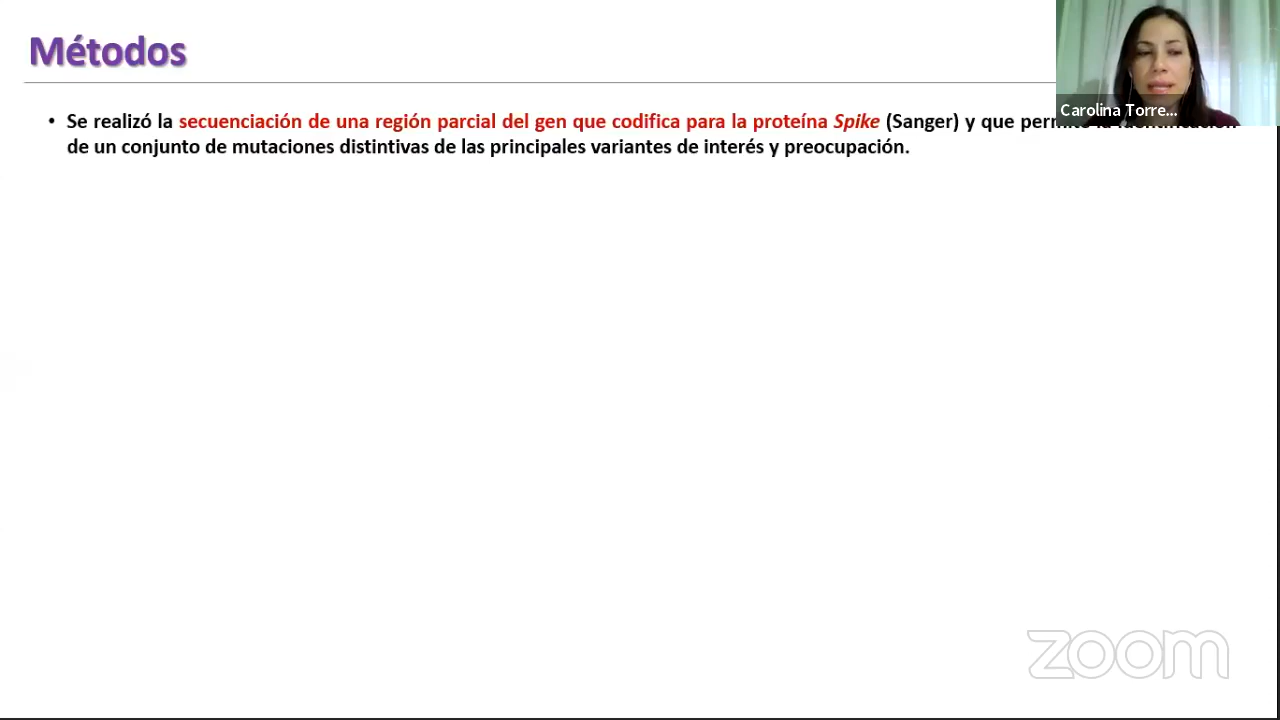 Métodos
Carolina Torre...
• Se realizó la secuenciación de una región parcial del gen que codifica para la proteína Spike (Sanger) y que
de un conjunto de mutaciones distintivas de las principales variantes de interés y preocupación.
zoom